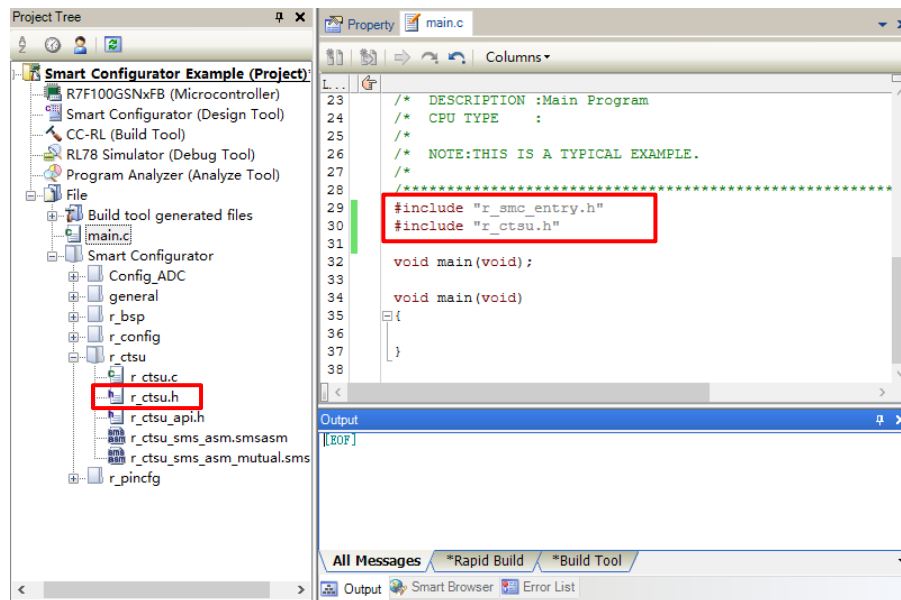 Project Tree
Smart Configurator Example (Project)*
R7F100GSNxFB (Microcontroller)
Smart Configurator (Design Tool)
CC-RL (Build Tool)
RL78 Simulator (Debug Tool)
Program Analyzer (Analyze Tool)
File
Build tool generated files
main.c
Smart Configurator
Config_ADC
general
r_bsp
r_config
r_ctsu
r_ctsu.c
r_ctsu.h
r_ctsu_api.h
r_ctsu_sms_asm.smsasm
r_ctsu_sms_asm_mutual.sms
r_pincfg
Property
main.c
Columns
L...
23 /* DESCRIPTION :Main Program
24 /* CPU TYPE :
25 /*
26 /* NOTE:THIS IS A TYPICAL EXAMPLE.
27 /*
28 /********************************************************
29 #include "r_smc_entry.h"
30 #include "r_ctsu.h"
31
32 void main(void);
33
34 void main(void)
35 {
36
37 }
38
Output
[EOF]
All Messages *Rapid Build *Build Tool
Output Smart Browser Error List